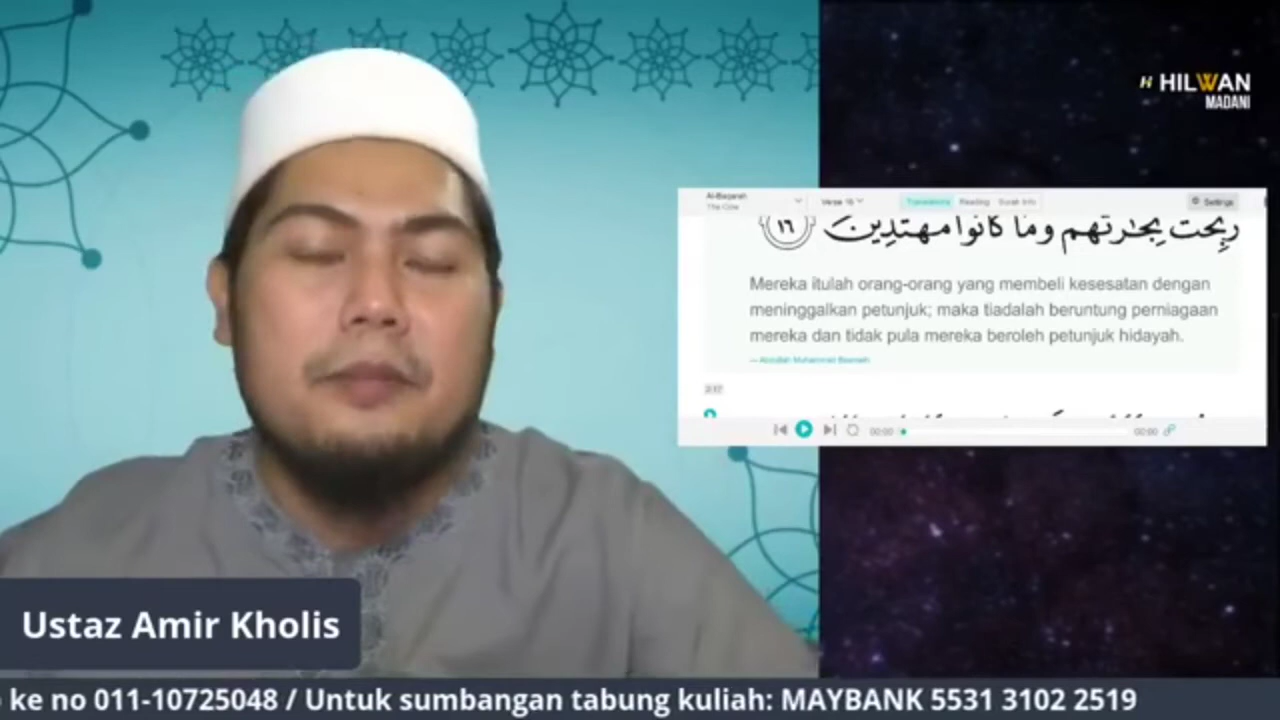 HILWAN
MADANI
Al-Baqarah
The Cow
Verse 16
Translations Reading Surah Info
Settings
رَبِحَت تِّجَـٰرَتُهُمْ وَمَا كَانُوا۟ مُهْتَدِينَ ١٦
Mereka itulah orang-orang yang membeli kesesatan dengan
meninggalkan petunjuk; maka tiadalah beruntung perniagaan
mereka dan tidak pula mereka beroleh petunjuk hidayah.
— Abdullah Muhammad Basmeih
2:17
00:00 00:00
Ustaz Amir Kholis
ke no 011-10725048 / Untuk sumbangan tabung kuliah: MAYBANK 5531 3102 2519